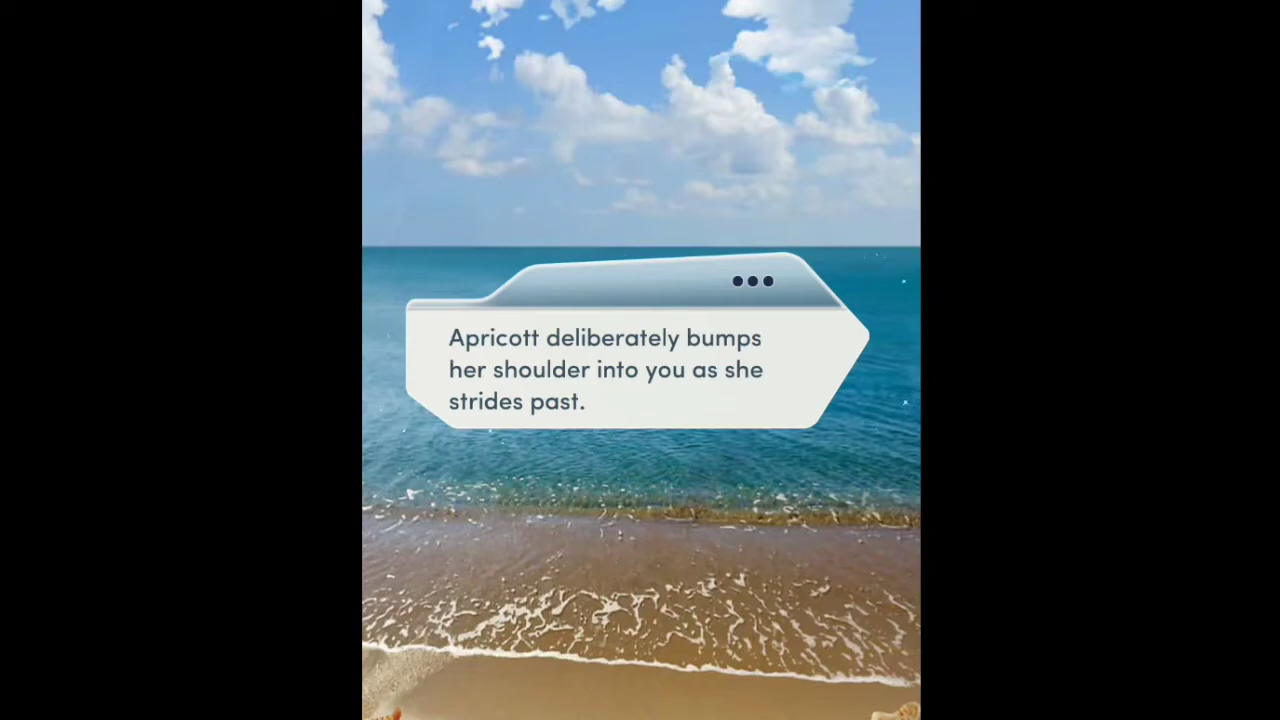 Apricott deliberately bumps
her shoulder into you as she
strides past.